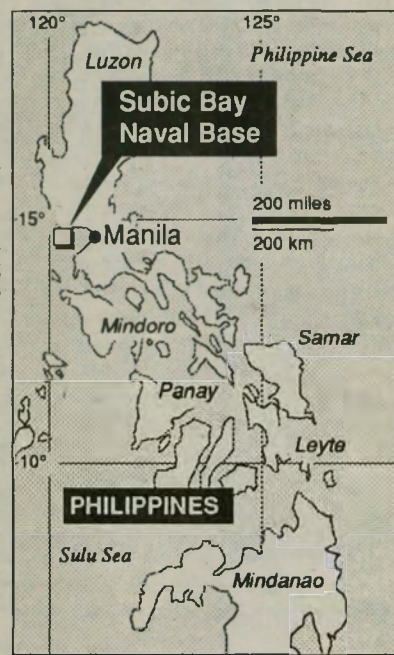 120°
125°
Luzon
Philippine Sea
Subic Bay
Naval Base
200 miles
15°
200 km
Manila
Mindoro
Samar
Panay
Leyte
10°
PHILIPPINES
Sulu Sea
Mindanao